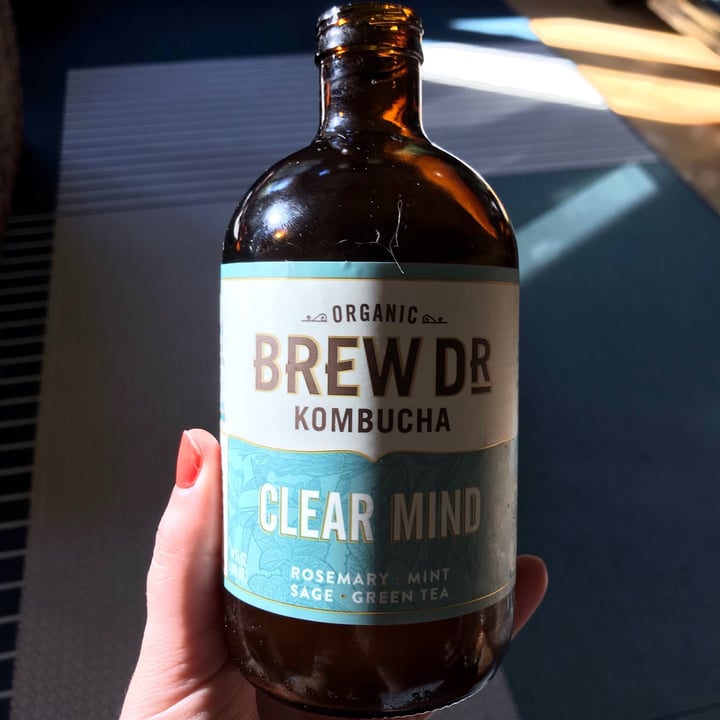 ORGANIC
BREW DR
KOMBUCHA
CLEAR MIND
ROSEMARY · MINT
SAGE · GREEN TEA